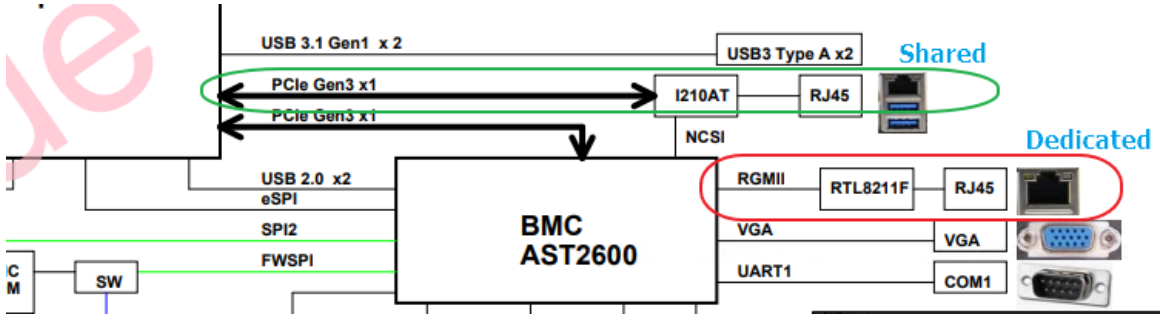 USB 3.1 Gen1 x 2
USB3 Type A x2
Shared
PCIe Gen3 x1
I210AT
RJ45
PCIe Gen3 x1
NCSI
Dedicated
USB 2.0 x2
RGMII
RTL8211F
RJ45
eSPI
SPI2
BMC
AST2600
VGA
VGA
FWSPI
UART1
COM1
SW